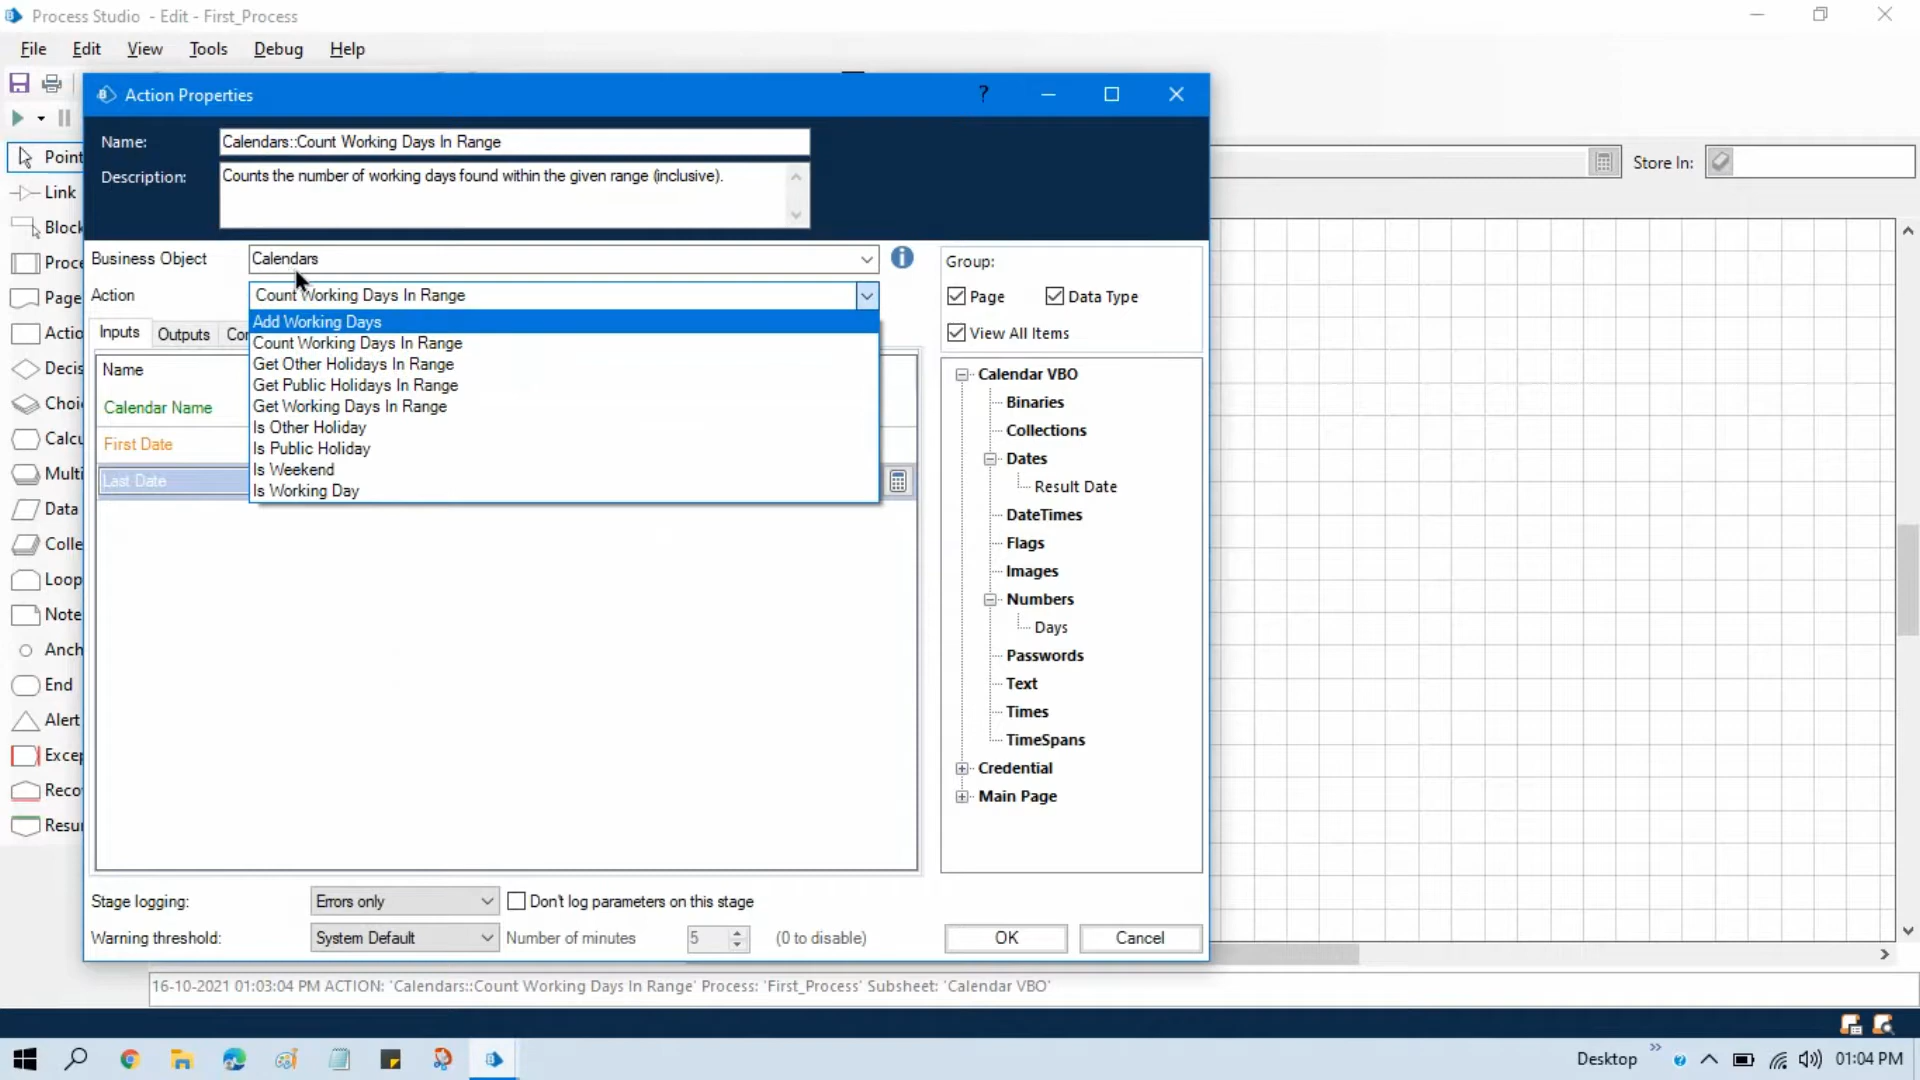 Process Studio - Edit - First_Process
File Edit View Tools Debug Help
Action Properties ?
Name: Calendars::Count Working Days In Range
Description: Counts the number of working days found within the given range (inclusive).
Store In:
Business Object Calendars
Action Count Working Days In Range
Add Working Days
Count Working Days In Range
Get Other Holidays In Range
Get Public Holidays In Range
Get Working Days In Range
Is Other Holiday
Is Public Holiday
Is Weekend
Is Working Day
Inputs Outputs Con
Name
Calendar Name
First Date
Last Date
Group:
Page Data Type
View All Items
Calendar VBO
Binaries
Collections
Dates
Result Date
DateTimes
Flags
Images
Numbers
Days
Passwords
Text
Times
TimeSpans
Credential
Main Page
Point
Link
Block
Proce
Page
Actio
Decis
Choi
Calcu
Multi
Data
Colle
Loop
Note
Anch
End
Alert
Excep
Reco
Resu
Stage logging: Errors only Don't log parameters on this stage
Warning threshold: System Default Number of minutes 5 (0 to disable)
OK Cancel
16-10-2021 01:03:04 PM ACTION: 'Calendars::Count Working Days In Range' Process: 'First_Process' Subsheet: 'Calendar VBO'
Desktop 01:04 PM